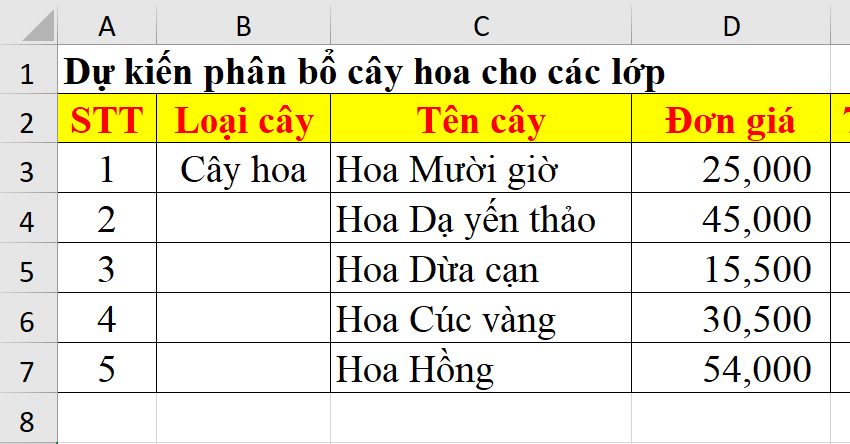 A B C D
1 Dự kiến phân bổ cây hoa cho các lớp
2 STT Loại cây Tên cây Đơn giá
3 1 Cây hoa Hoa Mười giờ 25,000
4 2 Hoa Dạ yến thảo 45,000
5 3 Hoa Dừa cạn 15,500
6 4 Hoa Cúc vàng 30,500
7 5 Hoa Hồng 54,000
8